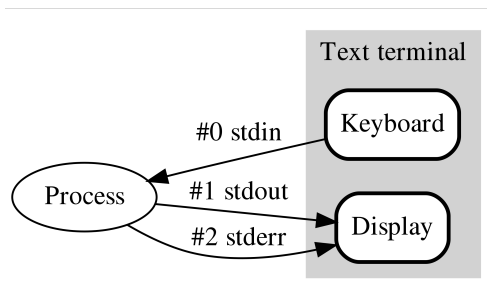 Text terminal
Keyboard
#0 stdin
Process
#1 stdout
Display
#2 stderr